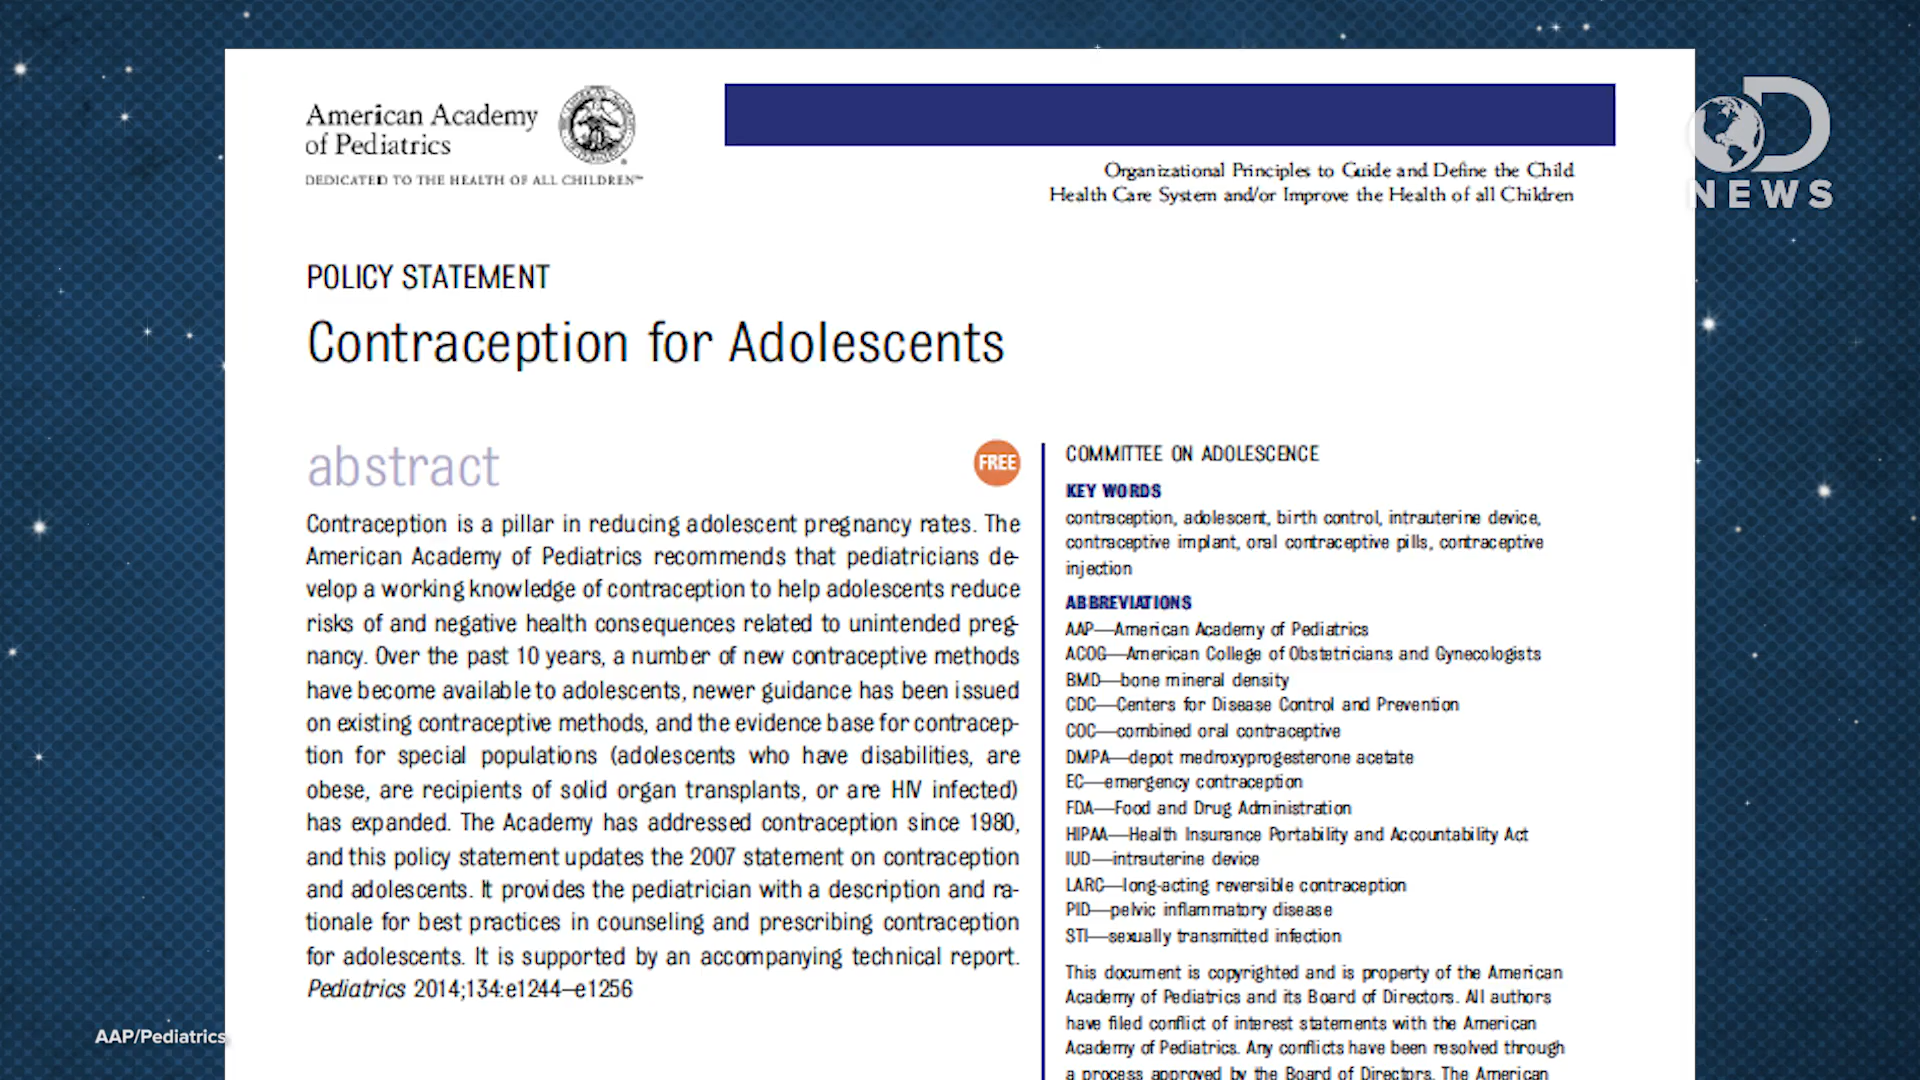 American Academy
of Pediatrics
DEDICATED TO THE HEALTH OF ALL CHILDREN™
Organizational Principles to Guide and Define the Child
Health Care System and/or Improve the Health of all Children
D
NEWS
POLICY STATEMENT
Contraception for Adolescents
abstract
FREE
Contraception is a pillar in reducing adolescent pregnancy rates. The
American Academy of Pediatrics recommends that pediatricians de-
velop a working knowledge of contraception to help adolescents reduce
risks of and negative health consequences related to unintended preg-
nancy. Over the past 10 years, a number of new contraceptive methods
have become available to adolescents, newer guidance has been issued
on existing contraceptive methods, and the evidence base for contracep-
tion for special populations (adolescents who have disabilities, are
obese, are recipients of solid organ transplants, or are HIV infected)
has expanded. The Academy has addressed contraception since 1980,
and this policy statement updates the 2007 statement on contraception
and adolescents. It provides the pediatrician with a description and ra-
tionale for best practices in counseling and prescribing contraception
for adolescents. It is supported by an accompanying technical report.
Pediatrics 2014;134:e1244–e1256
COMMITTEE ON ADOLESCENCE
KEY WORDS
contraception, adolescent, birth control, intrauterine device,
contraceptive implant, oral contraceptive pills, contraceptive
injection
ABBREVIATIONS
AAP—American Academy of Pediatrics
ACOG—American College of Obstetricians and Gynecologists
BMD—bone mineral density
CDC—Centers for Disease Control and Prevention
COC—combined oral contraceptive
DMPA—depot medroxyprogesterone acetate
EC—emergency contraception
FDA—Food and Drug Administration
HIPAA—Health Insurance Portability and Accountability Act
IUD—intrauterine device
LARC—long-acting reversible contraception
PID—pelvic inflammatory disease
STI—sexually transmitted infection
This document is copyrighted and is property of the American
Academy of Pediatrics and its Board of Directors. All authors
have filed conflict of interest statements with the American
Academy of Pediatrics. Any conflicts have been resolved through
a process approved by the Board of Directors. The American
AAP/Pediatrics